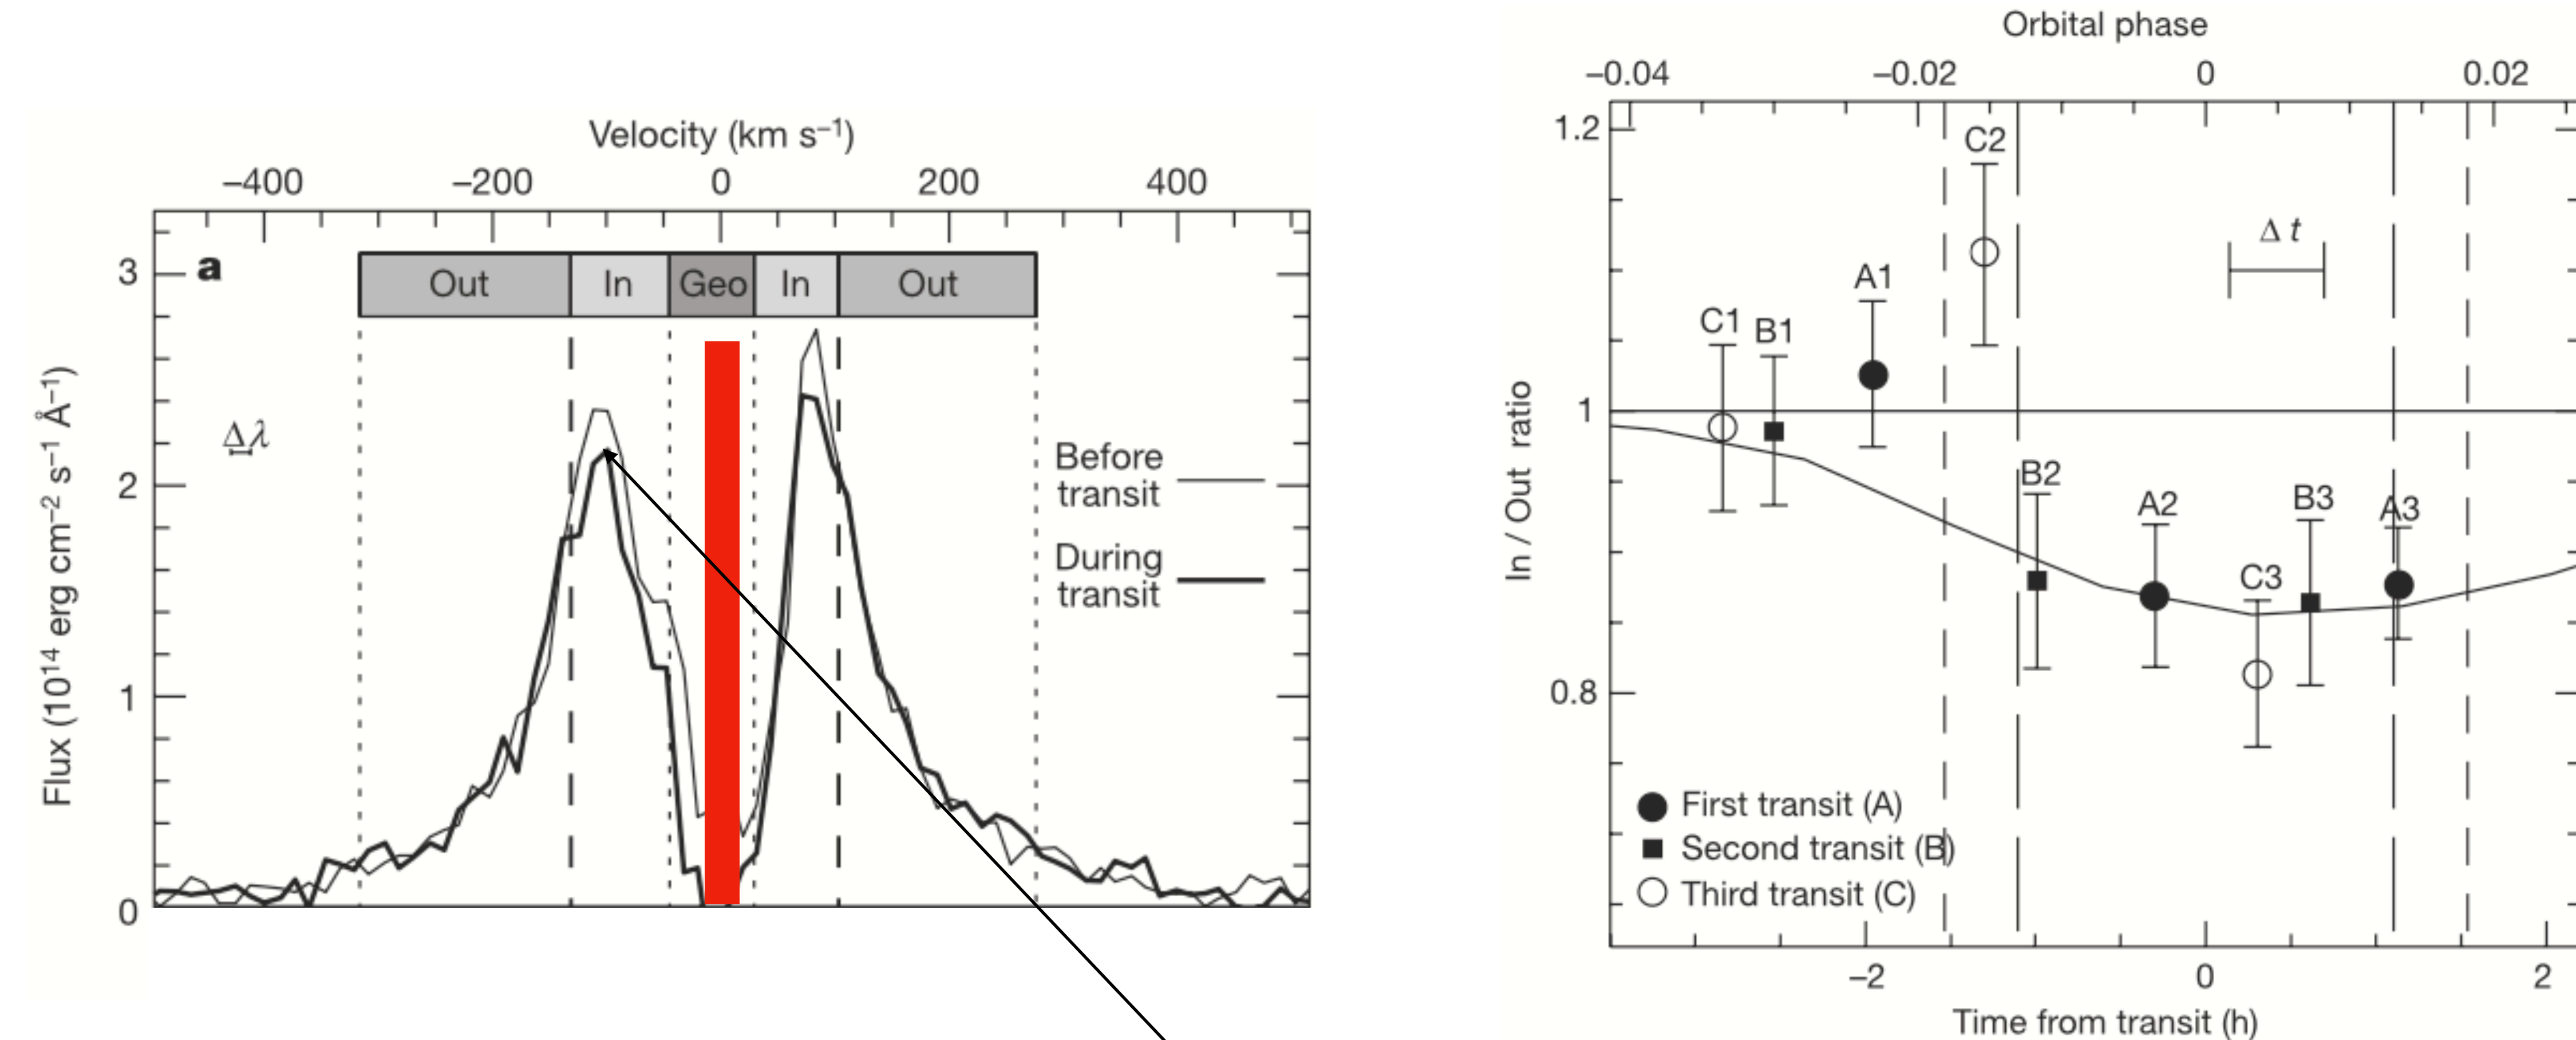 Velocity (km s⁻¹)
−400 −200 0 200 400
a
Out In Geo In Out
3
2
1
0
Flux (10¹⁴ erg cm⁻² s⁻¹ Å⁻¹)
Δλ
Before
transit
During
transit
Orbital phase
−0.04 −0.02 0 0.02
1.2
1
0.8
In / Out ratio
C2
Δ t
A1
C1
B1
B2
A2
B3
A3
C3
First transit (A)
Second transit (B)
Third transit (C)
−2 0 2
Time from transit (h)